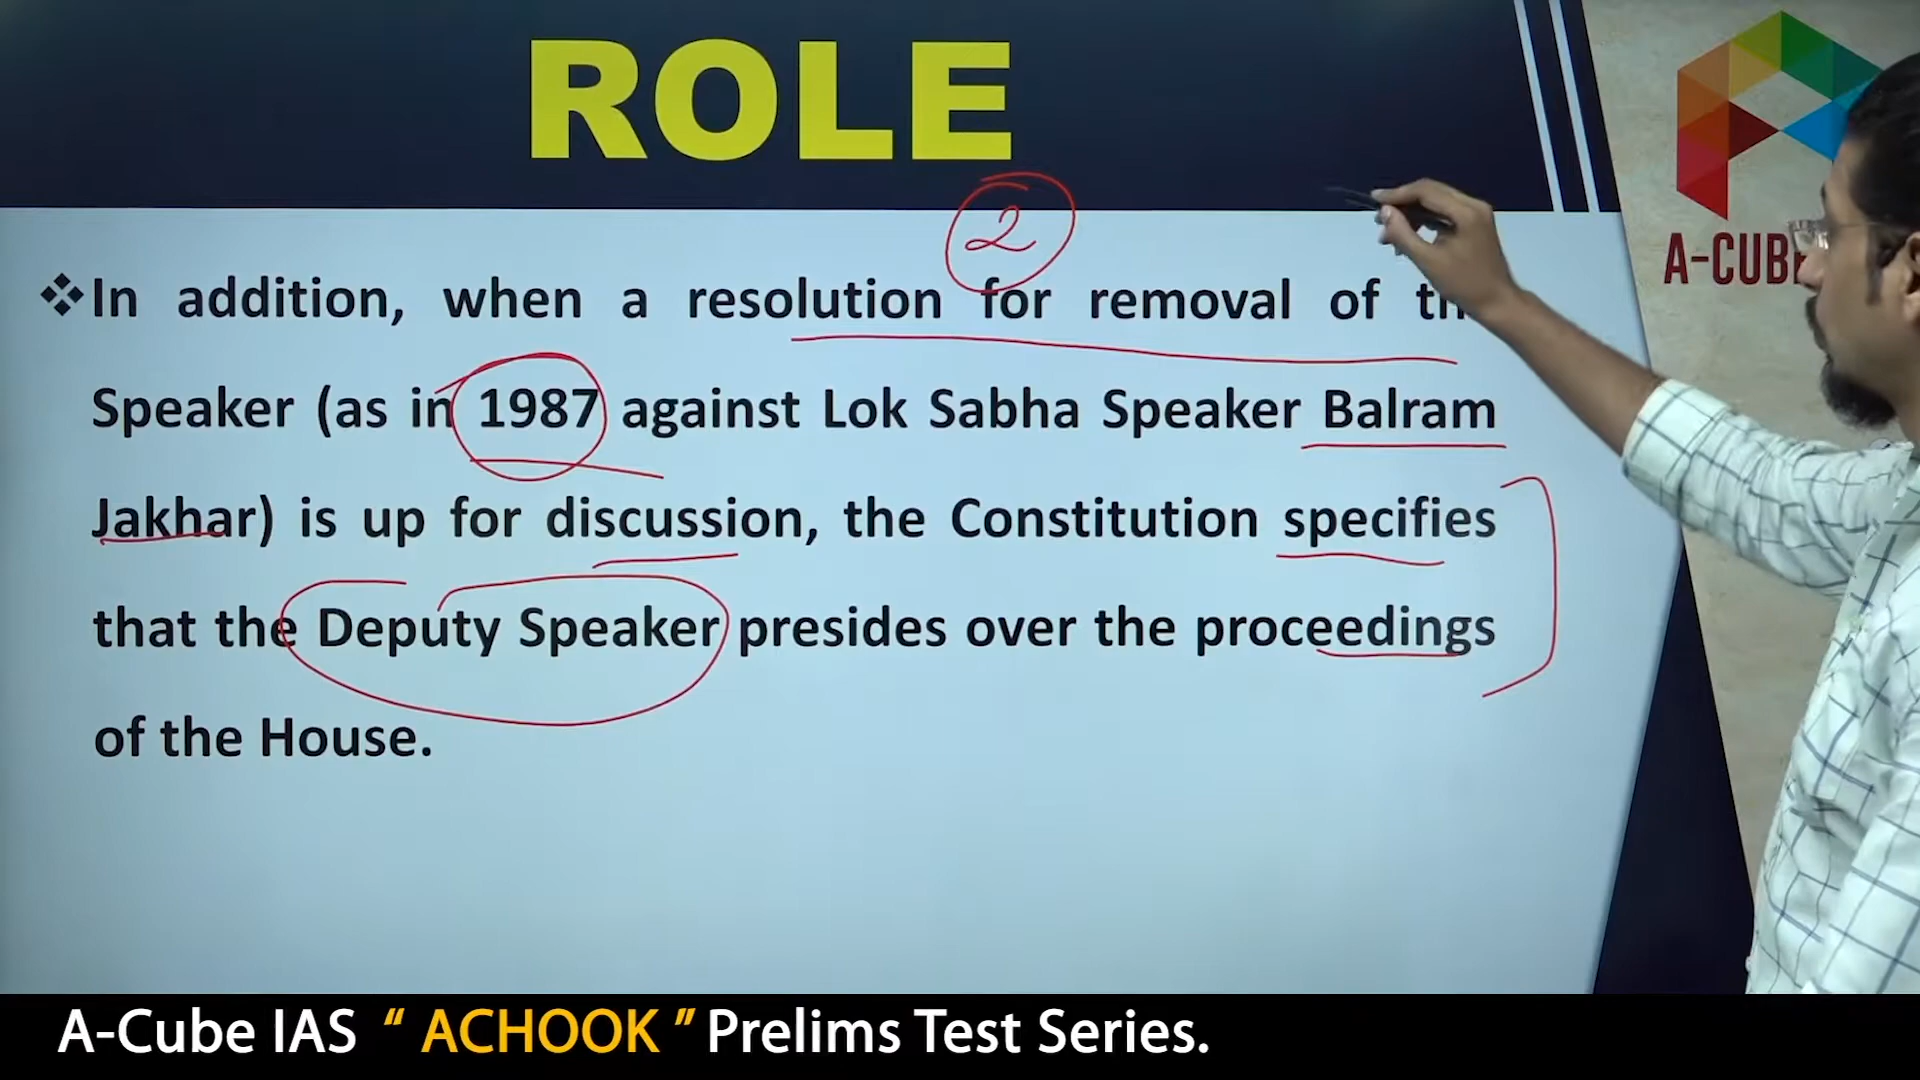 ROLE
2
❖In addition, when a resolution for removal of th
Speaker (as in 1987 against Lok Sabha Speaker Balram
Jakhar) is up for discussion, the Constitution specifies
that the Deputy Speaker presides over the proceedings
of the House.
A-CUB
A-Cube IAS “ ACHOOK ” Prelims Test Series.